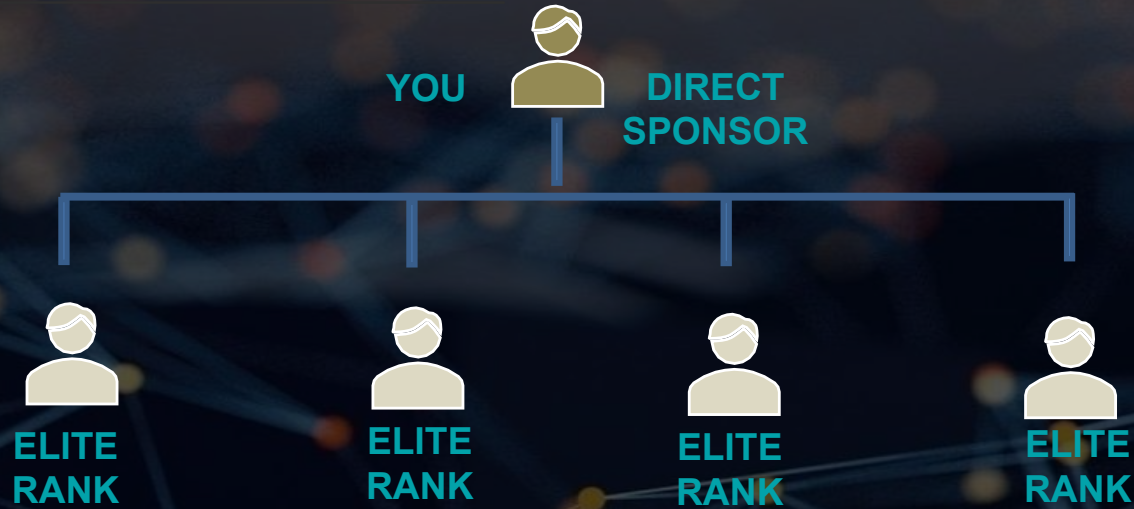 YOU
DIRECT
SPONSOR
ELITE
RANK
ELITE
RANK
ELITE
RANK
ELITE
RANK